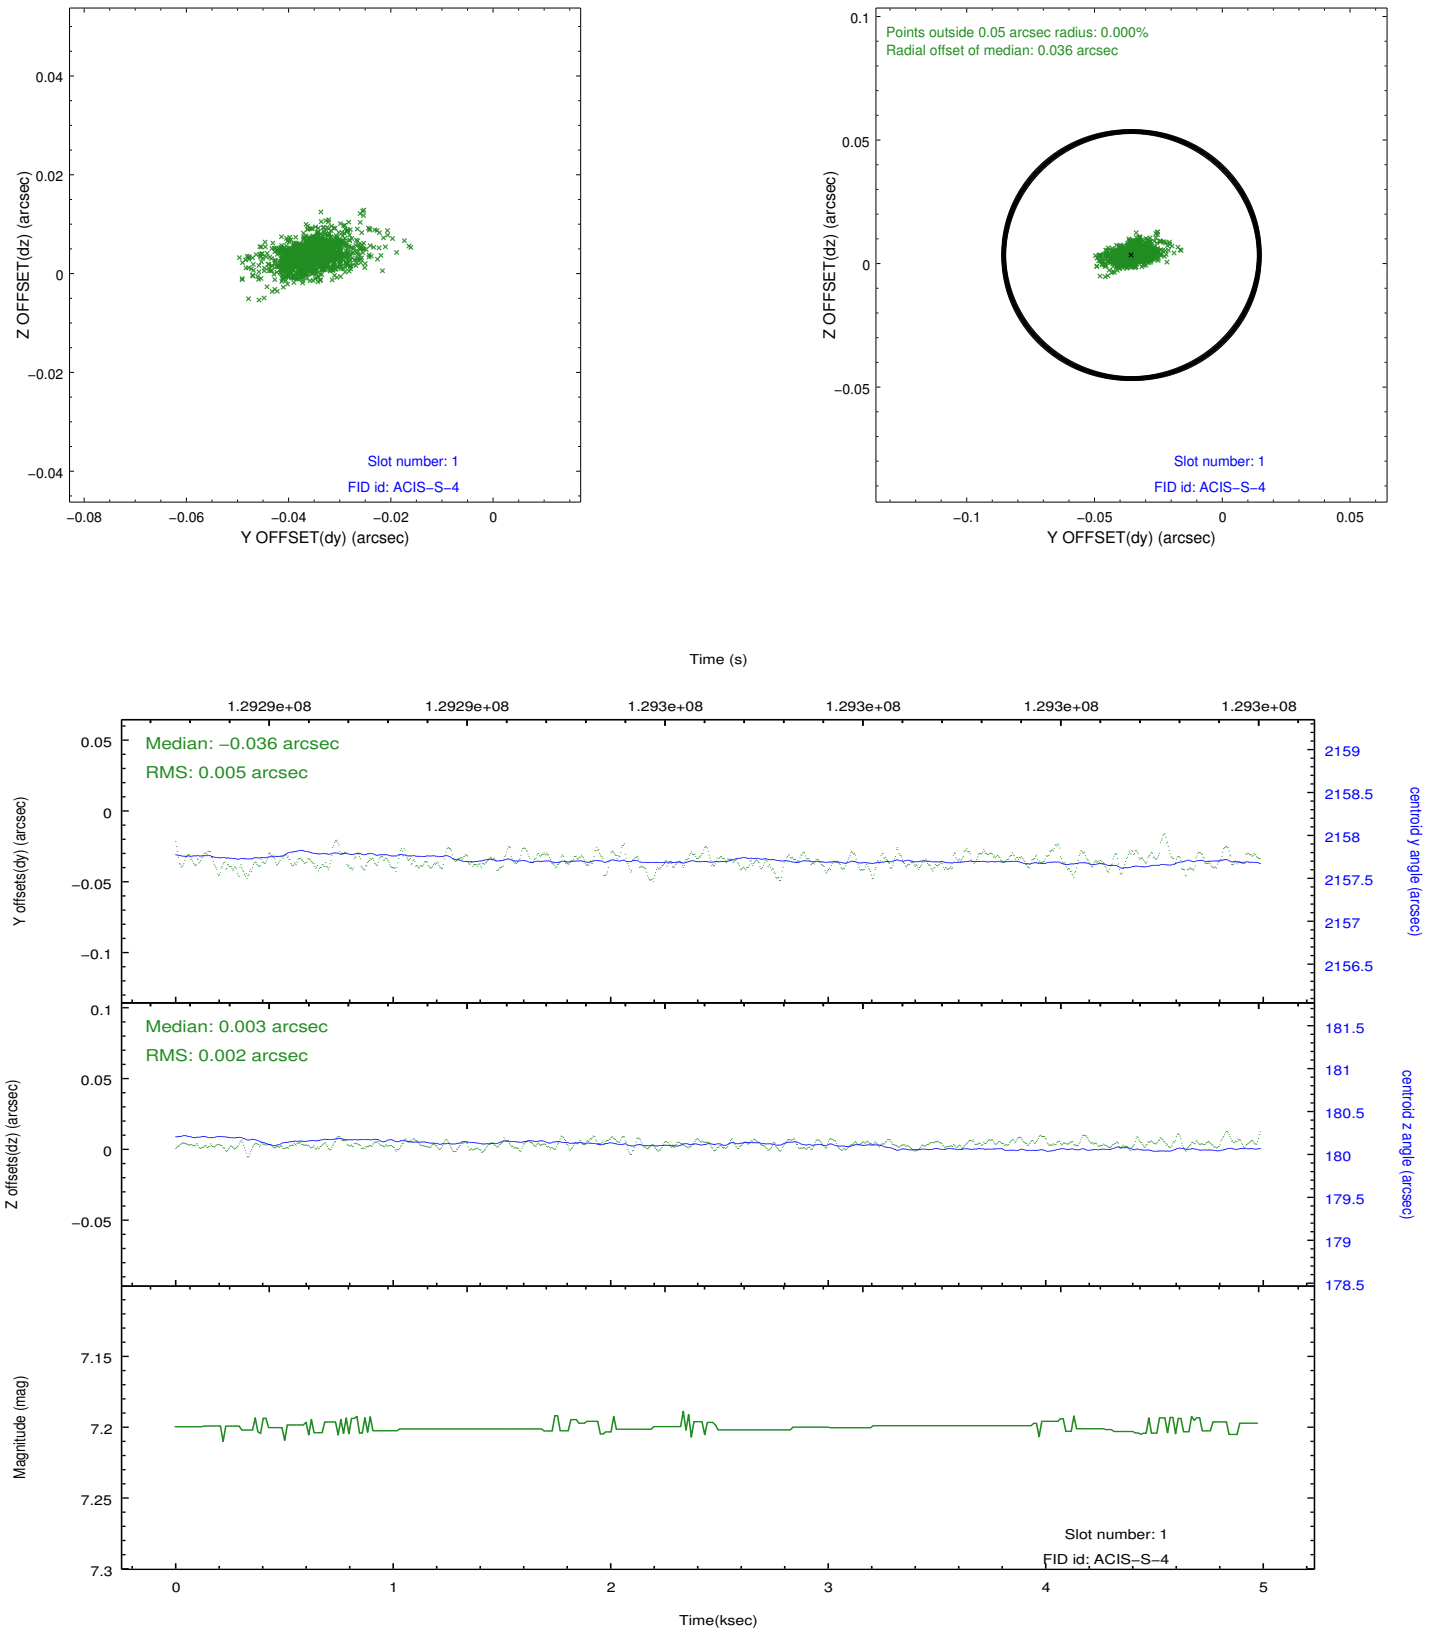 0.04
0.02
0
−0.02
−0.04
Z OFFSET(dz) (arcsec)
Slot number: 1
FID id: ACIS−S−4
−0.08
−0.06
−0.04
−0.02
0
Y OFFSET(dy) (arcsec)
0.1
0.05
0
−0.05
Z OFFSET(dz) (arcsec)
Points outside 0.05 arcsec radius: 0.000%
Radial offset of median: 0.036 arcsec
Slot number: 1
FID id: ACIS−S−4
−0.1
−0.05
0
0.05
Y OFFSET(dy) (arcsec)
Time (s)
1.2929e+08
1.2929e+08
1.293e+08
1.293e+08
1.293e+08
1.293e+08
0.05
0
−0.05
−0.1
Y offsets(dy) (arcsec)
Median: −0.036 arcsec
RMS: 0.005 arcsec
2159
2158.5
2158
2157.5
2157
2156.5
centroid y angle (arcsec)
0.1
0.05
0
−0.05
Z offsets(dz) (arcsec)
Median: 0.003 arcsec
RMS: 0.002 arcsec
181.5
181
180.5
180
179.5
179
178.5
centroid z angle (arcsec)
7.15
7.2
7.25
7.3
Magnitude (mag)
Slot number: 1
FID id: ACIS−S−4
0
1
2
3
4
5
Time(ksec)